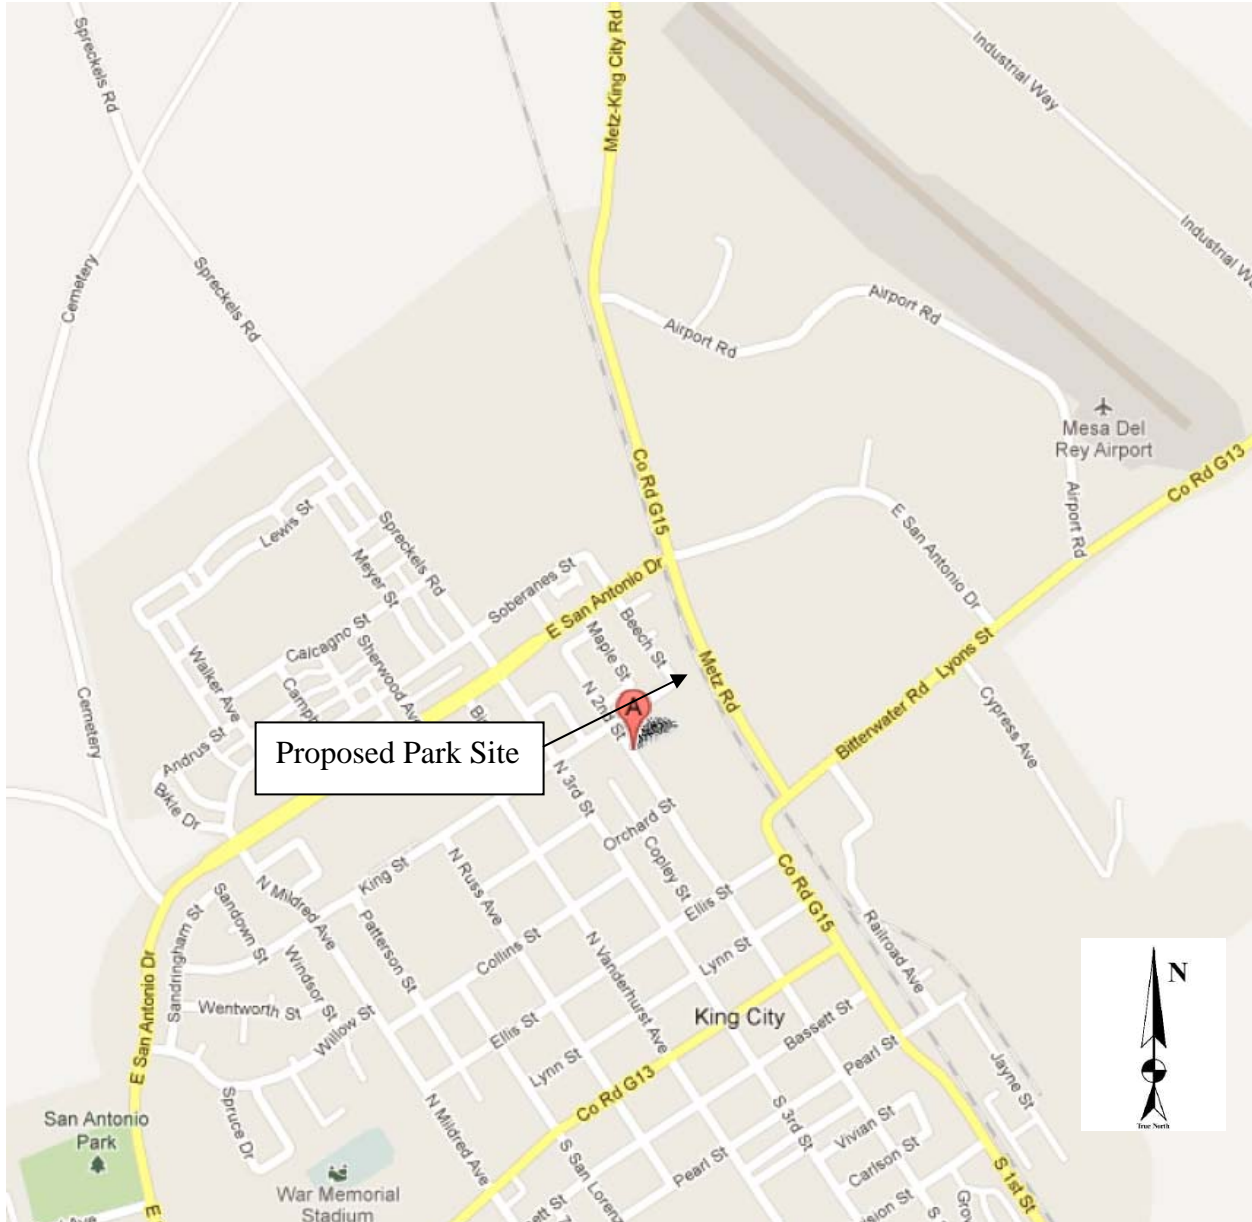 Spreckels Rd
Metz-King City Rd
Industrial Way
Cemetery
Spreckels Rd
Industrial Wa
Airport Rd
Airport Rd
Mesa Del
Rey Airport
Co Rd G15
Co Rd G13
Lewis St
Spreckels Rd
E San Antonio Dr
Airport Rd
Meyer St
Soberanes St
E San Antonio Dr
Calcagno St
Beech St
Maple St
Sherwood Ave
Walker Ave
Lyons St
Metz Rd
N 2nd St
Cypress Ave
Cemetery
A
Bitterwater Rd
Andrus St
Proposed Park Site
N 3rd St
Bikle Dr
Orchard St
Copley St
King St
N Russ Ave
N Mildred Ave
Sandown St
Ellis St
Co Rd G15
Sandringham St
Patterson St
Collins St
N Vanderhurst Ave
Lynn St
Railroad Ave
Windsor St
N
E San Antonio Dr
Wentworth St
Willow St
Ellis St
King City
Bassett St
Lynn St
Pearl St
Jayne St
Co Rd G13
Spruce Dr
N Mildred Ave
S 3rd St
Vivian St
True North
San Antonio
Park
Pearl St
Carlson St
S San Lorenz
S 1st St
War Memorial
Stadium
E